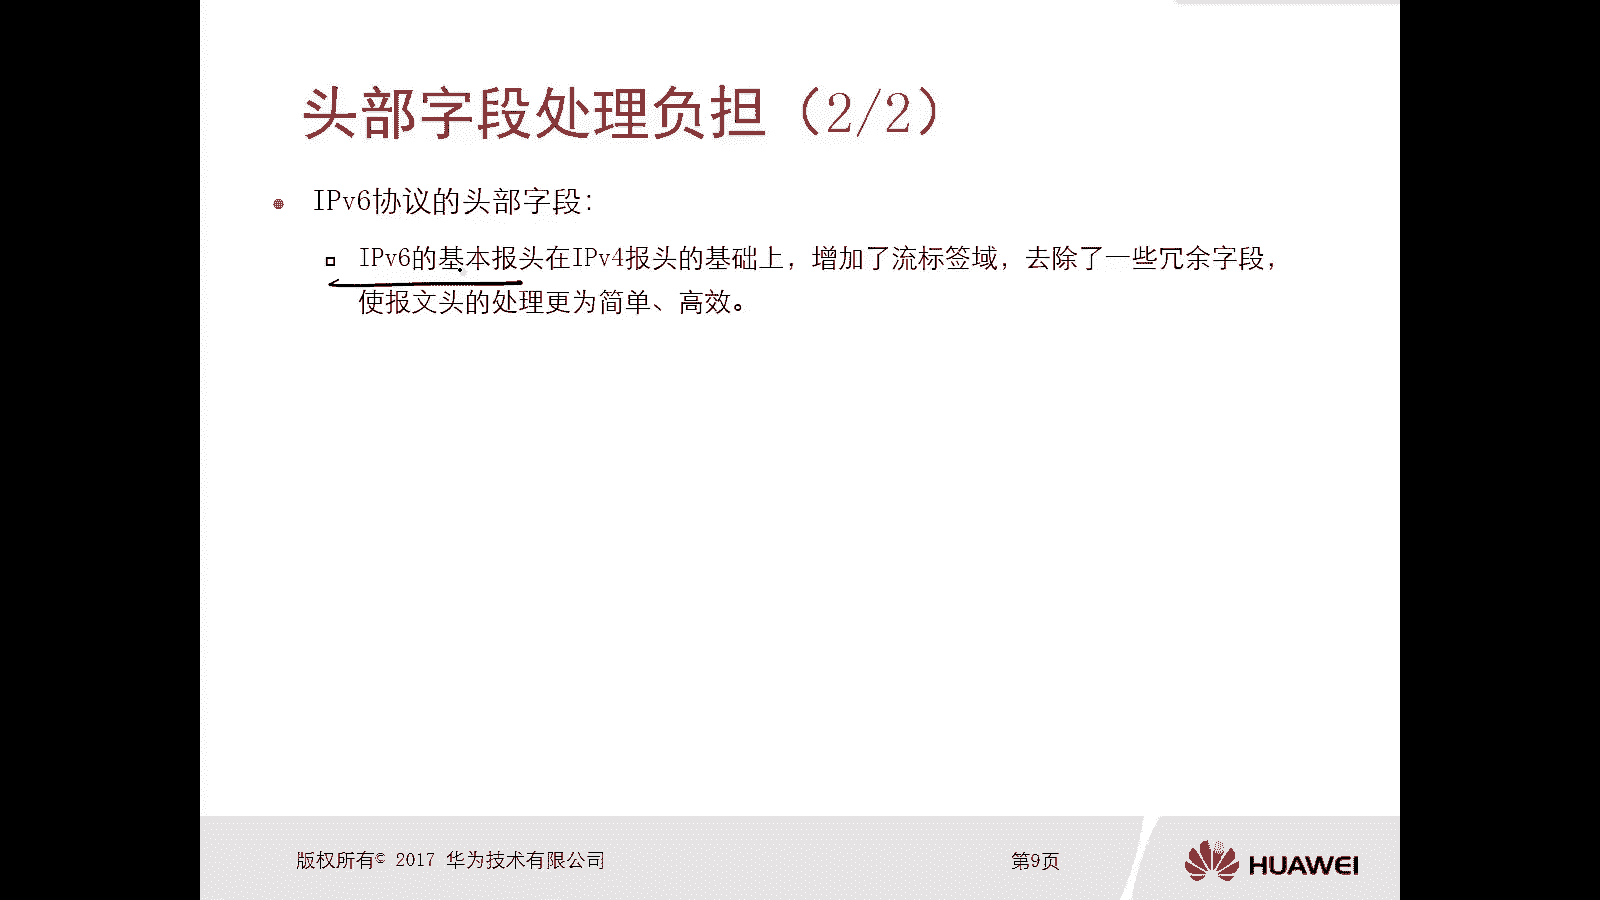 头部字段处理负担（2/2）
IPv6协议的头部字段：
IPv6的基本报头在IPv4报头的基础上，增加了流标签域，去除了一些冗余字段，
使报文头的处理更为简单、高效。
版权所有© 2017 华为技术有限公司
第9页
HUAWEI